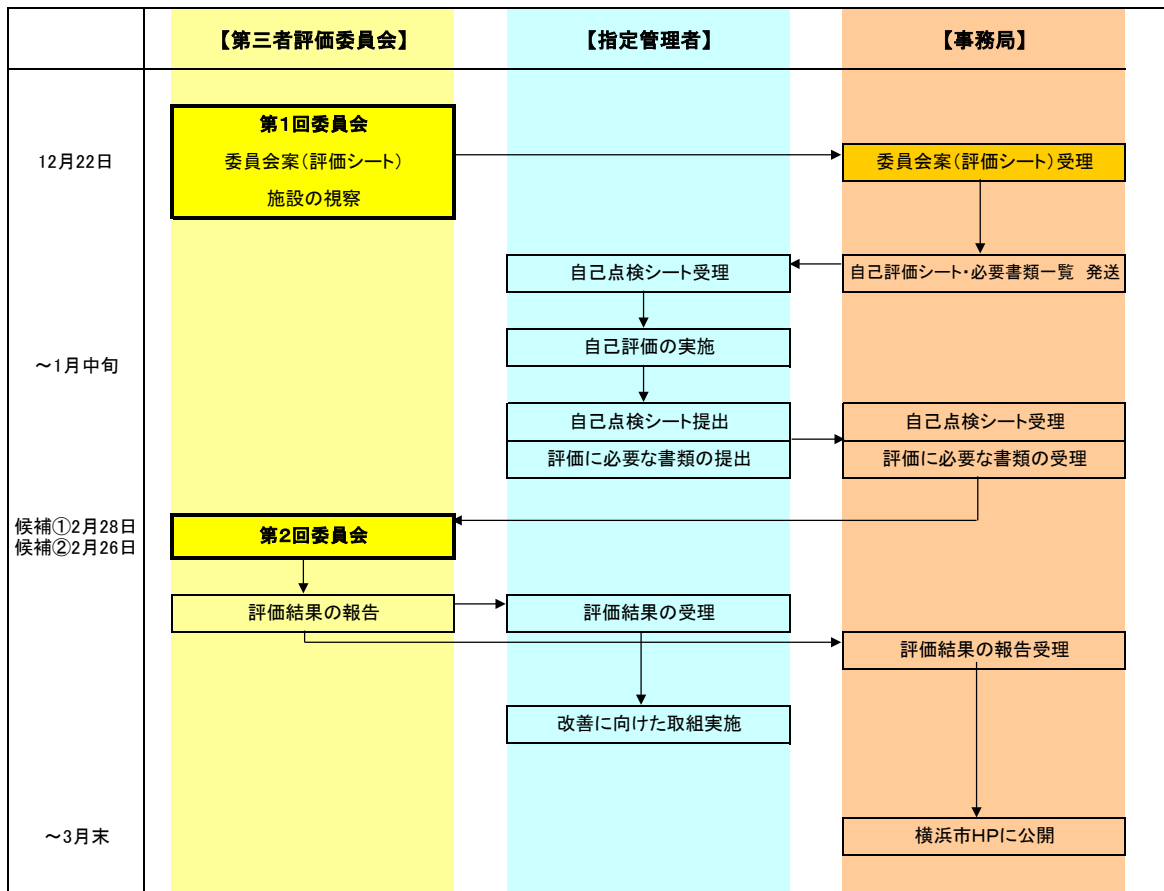 【第三者評価委員会】
【指定管理者】
【事務局】
第1回委員会
12月22日
委員会案(評価シート)
委員会案(評価シート)受理
施設の視察
自己点検シート受理
自己評価シート・必要書類一覧 発送
自己評価の実施
～1月中旬
自己点検シート提出
自己点検シート受理
評価に必要な書類の提出
評価に必要な書類の受理
候補①2月28日
候補②2月26日
第2回委員会
評価結果の報告
評価結果の受理
評価結果の報告受理
改善に向けた取組実施
～3月末
横浜市HPに公開